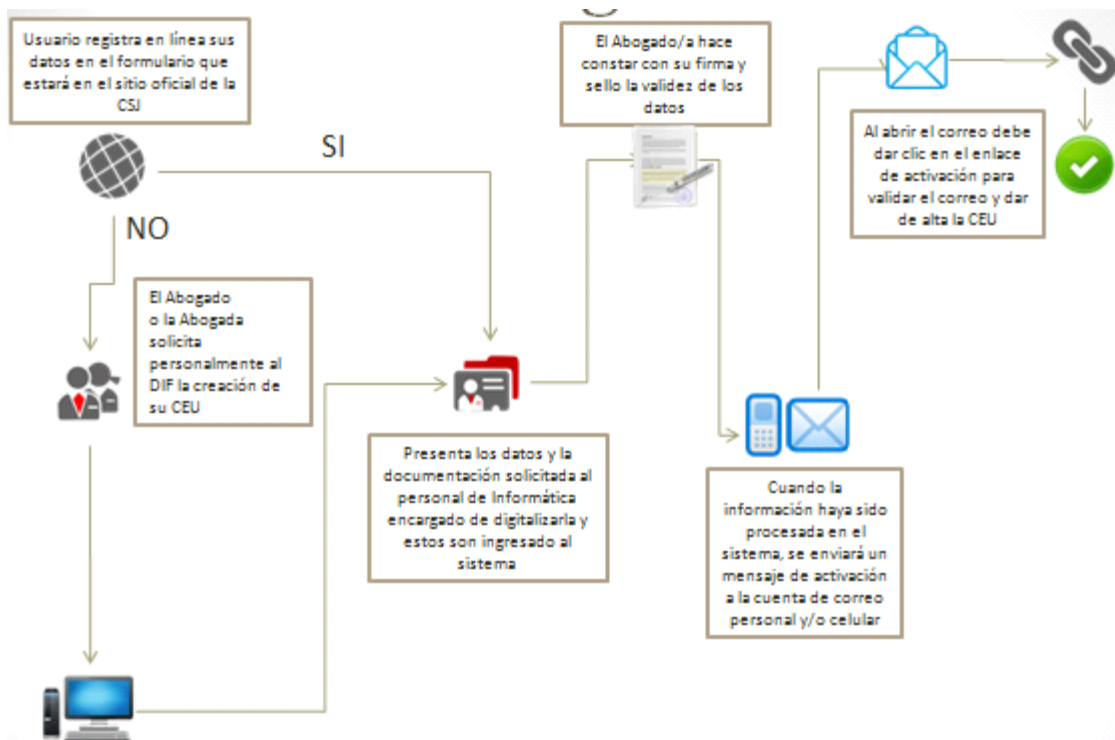 Usuario registra en línea sus
datos en el formulario que
estará en el sitio oficial de la
CSJ
SI
NO
El Abogado
o la Abogada
solicita
personalmente al
DIF la creación de
su CEU
Presenta los datos y la
documentación solicitada al
personal de Informática
encargado de digitalizarla y
estos son ingresado al
sistema
El Abogado/a hace
constar con su firma y
sello la validez de los
datos
Cuando la
información haya sido
procesada en el
sistema, se enviará un
mensaje de activación
a la cuenta de correo
personal y/o celular
Al abrir el correo debe
dar clic en el enlace
de activación para
validar el correo y dar
de alta la CEU